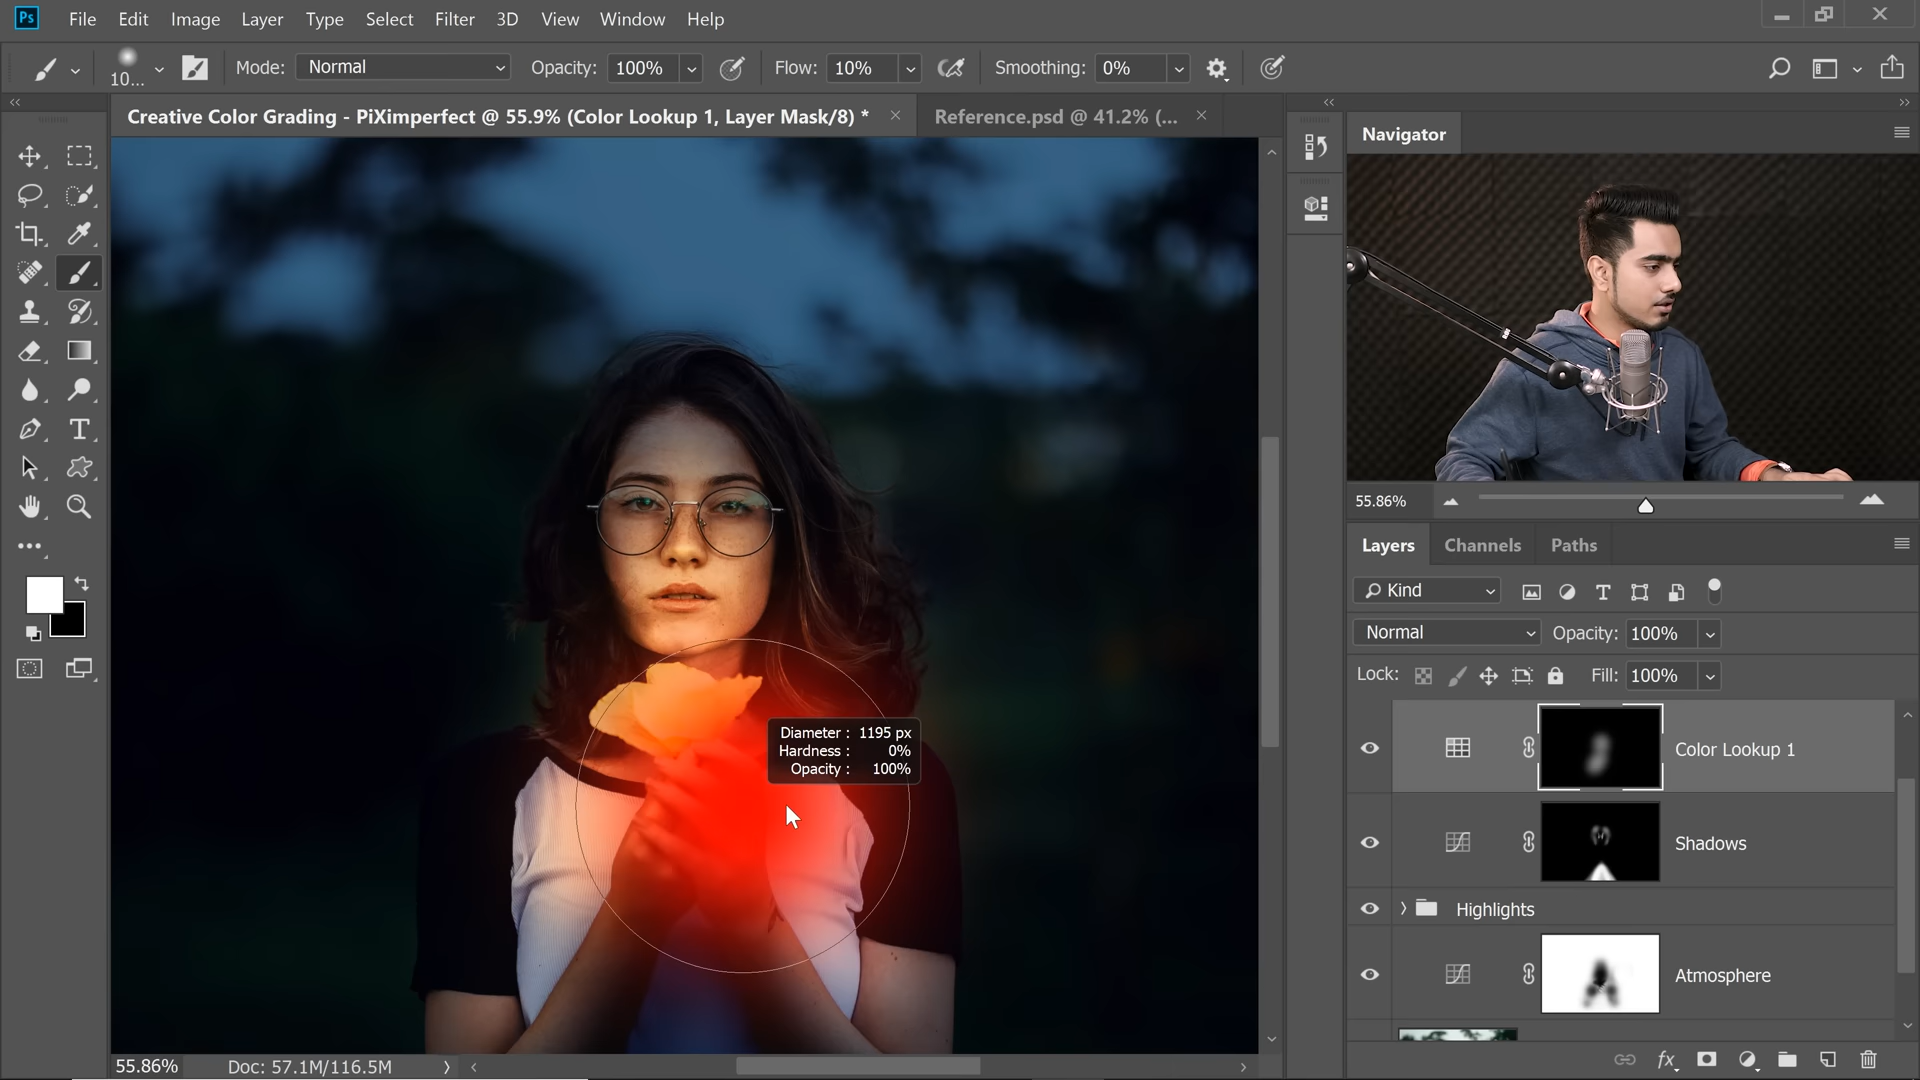 Ps File Edit Image Layer Type Select Filter 3D View Window Help
10... Mode: Normal Opacity: 100% Flow: 10% Smoothing: 0%
Creative Color Grading - PiXimperfect @ 55.9% (Color Lookup 1, Layer Mask/8) * Reference.psd @ 41.2% (...
Navigator
55.86%
Layers Channels Paths
Kind
Normal Opacity: 100%
Lock: Fill: 100%
Diameter : 1195 px
Hardness : 0%
Opacity : 100%
Color Lookup 1
Shadows
Highlights
Atmosphere
55.86% Doc: 57.1M/116.5M
fx